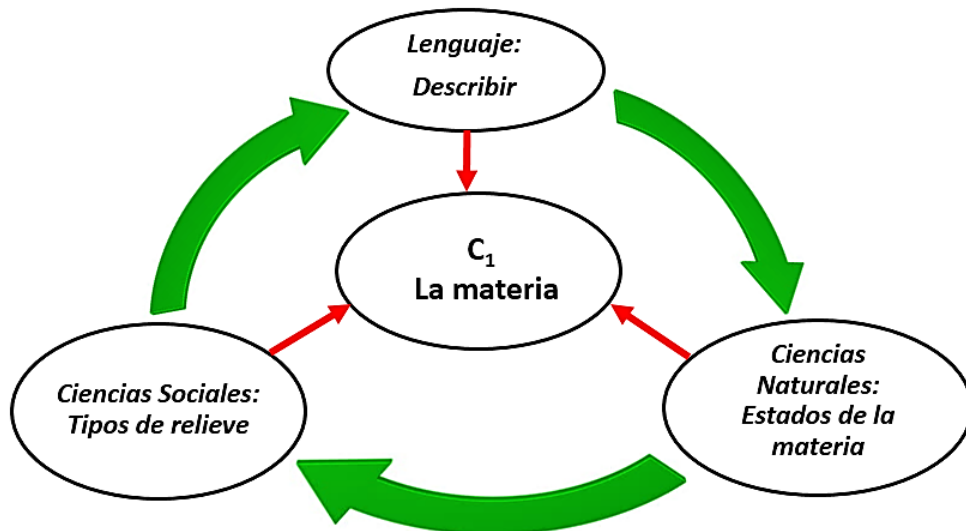 Lenguaje:
Describir
C₁
La materia
Ciencias Sociales:
Tipos de relieve
Ciencias
Naturales:
Estados de la
materia